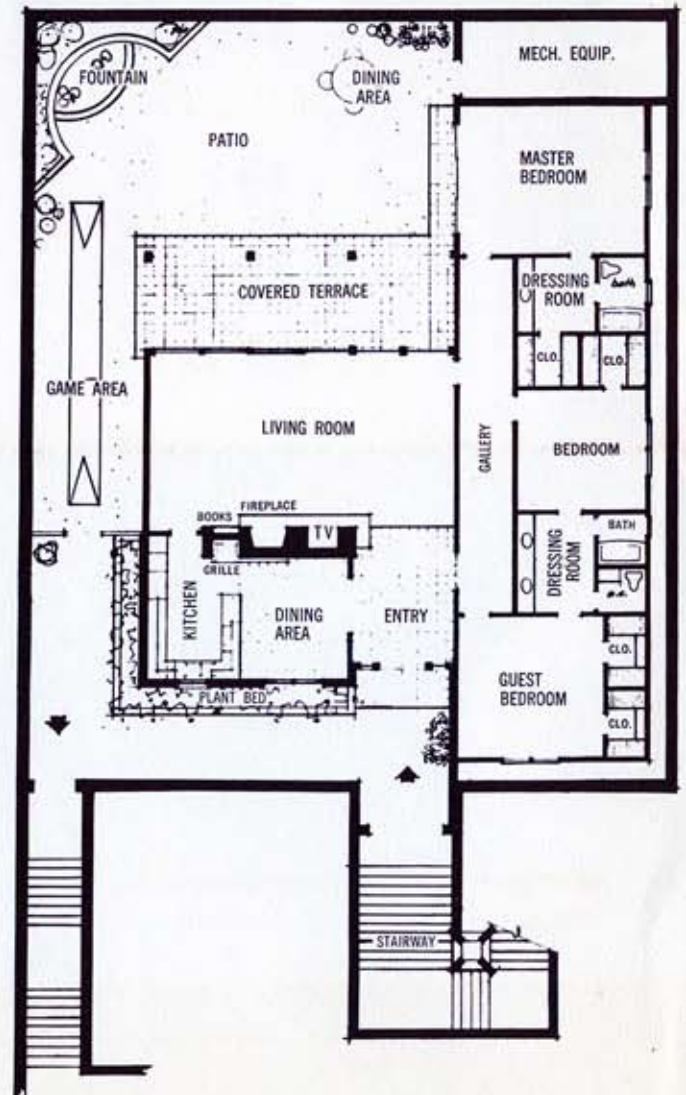 MECH. EQUIP.
FOUNTAIN
DINING
AREA
PATIO
MASTER
BEDROOM
DRESSING
ROOM
Bath
COVERED TERRACE
CLO.
CLO.
GAME AREA
LIVING ROOM
GALLERY
BEDROOM
BOOKS
FIREPLACE
TV
GRILLE
BATH
DRESSING
ROOM
KITCHEN
DINING
AREA
ENTRY
CLO.
GUEST
BEDROOM
PLANT BED
CLO.
STAIRWAY